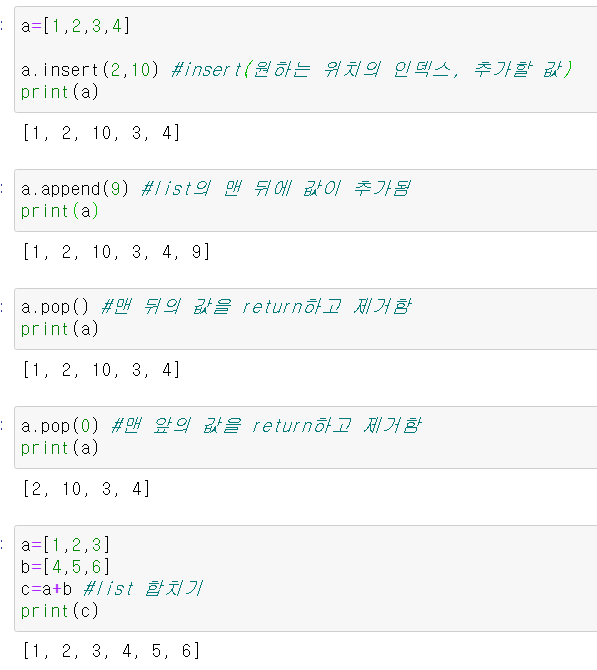 a=[1,2,3,4]
a.insert(2,10) #insert(원하는 위치의 인덱스, 추가할 값)
print(a)
[1, 2, 10, 3, 4]
a.append(9) #list의 맨 뒤에 값이 추가됨
print(a)
[1, 2, 10, 3, 4, 9]
a.pop() #맨 뒤의 값을 return하고 제거함
print(a)
[1, 2, 10, 3, 4]
a.pop(0) #맨 앞의 값을 return하고 제거함
print(a)
[2, 10, 3, 4]
a=[1,2,3]
b=[4,5,6]
c=a+b #list 합치기
print(c)
[1, 2, 3, 4, 5, 6]